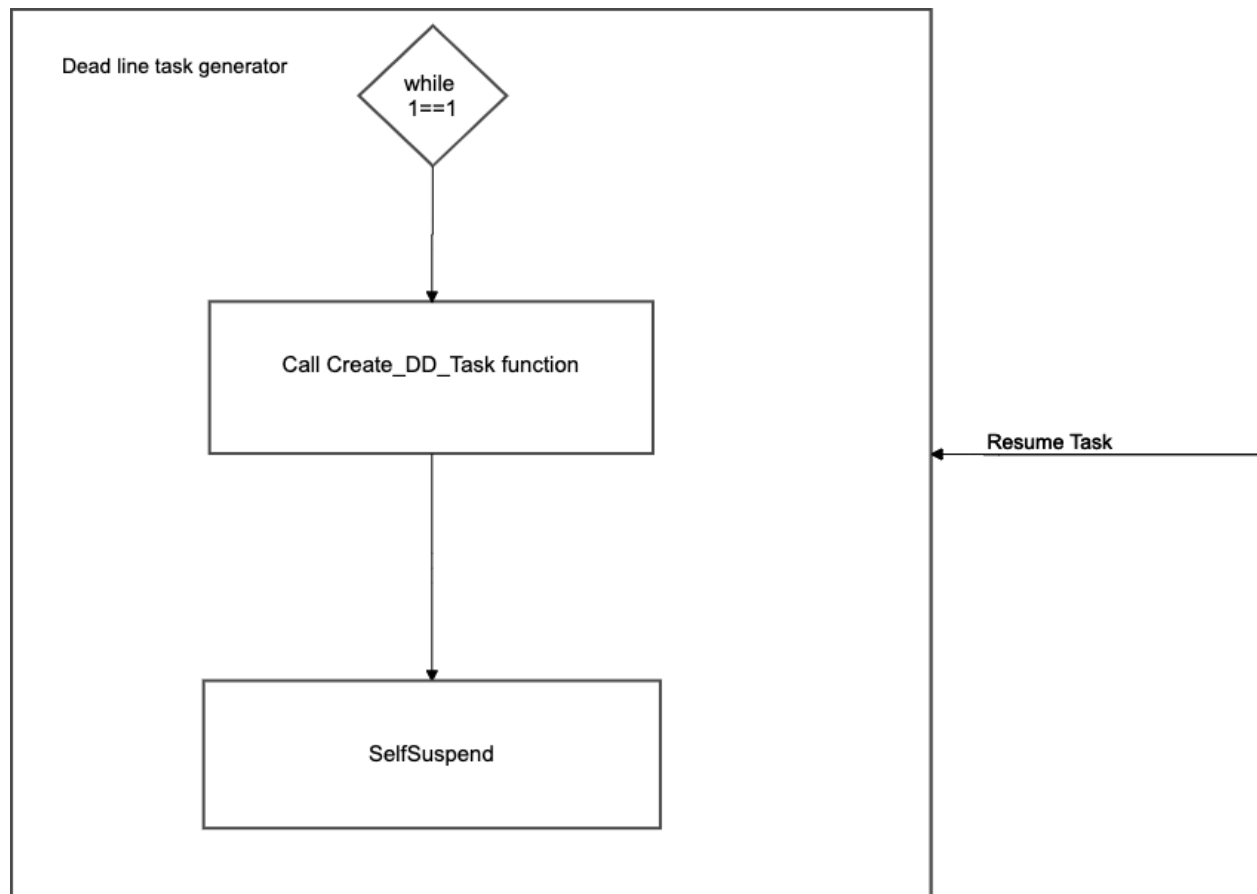 Dead line task generator
while
1==1
Call Create_DD_Task function
Resume Task
SelfSuspend